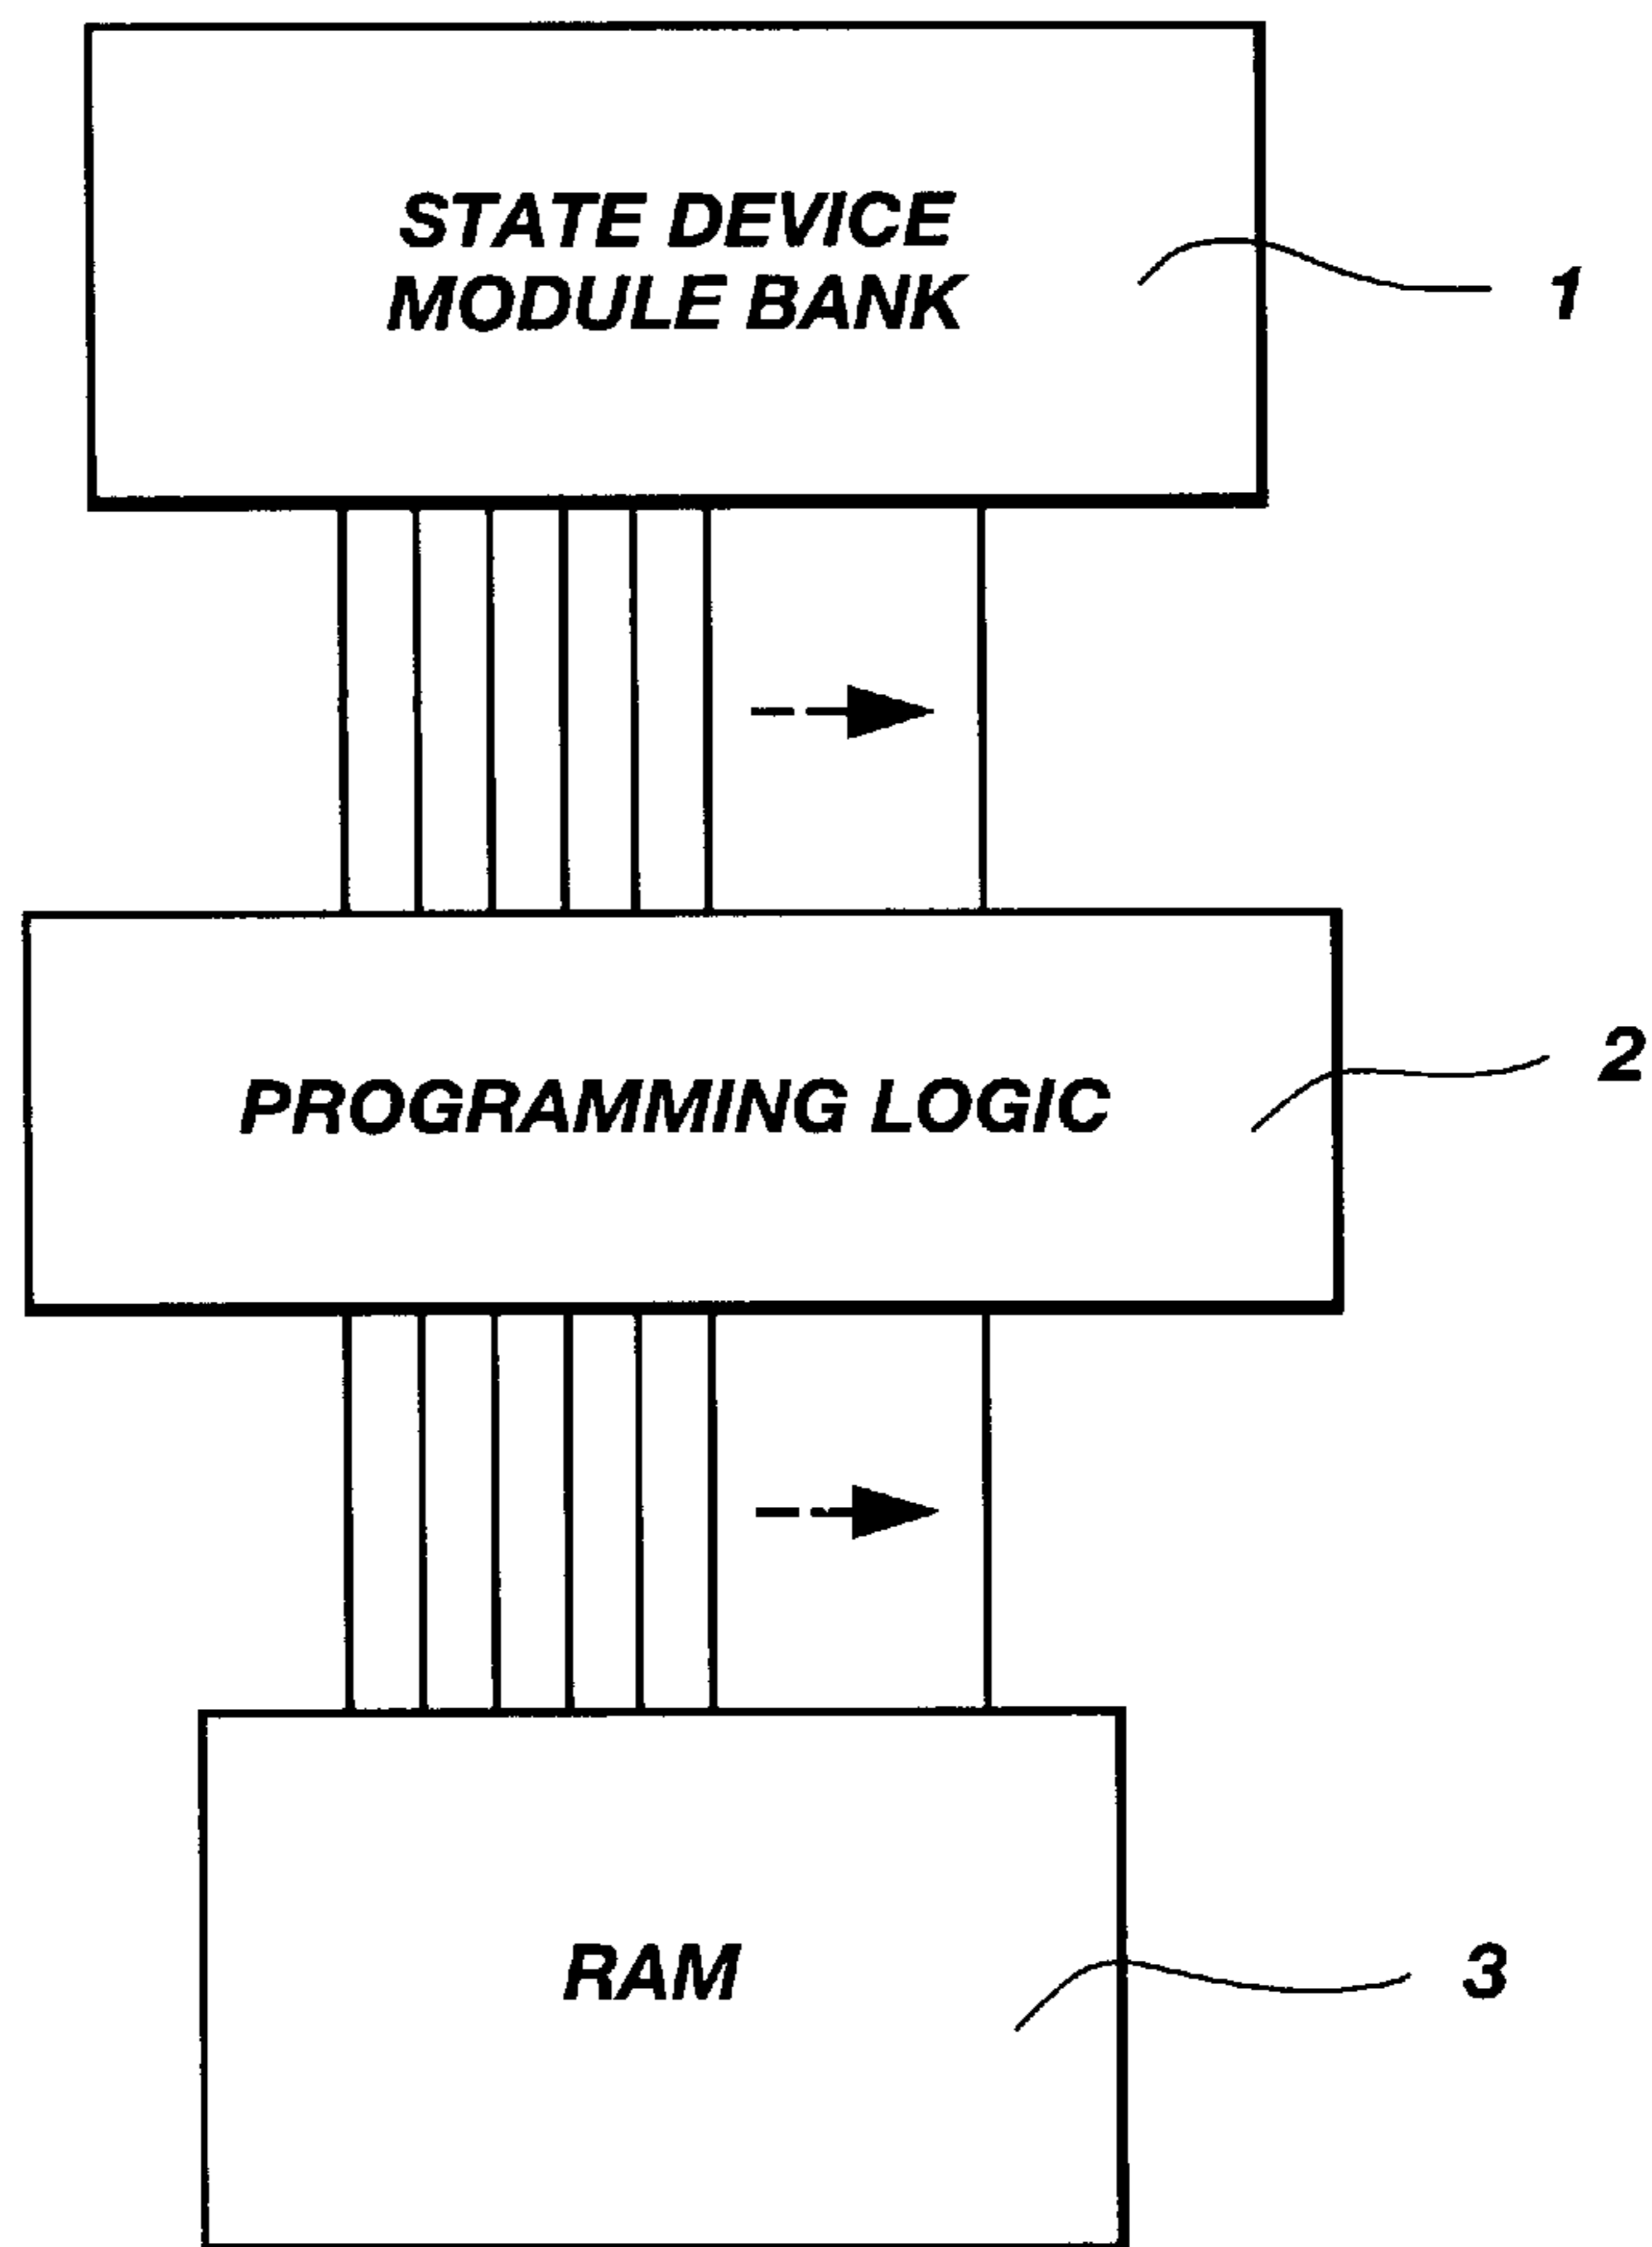 STATE DEVICE
MODULE BANK
1
PROGRAMMING LOGIC
2
RAM
3